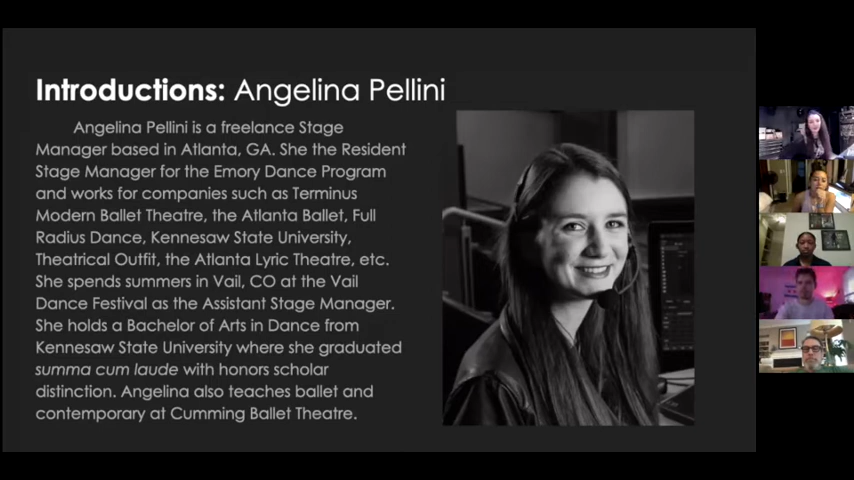 Introductions: Angelina Pellini
Angelina Pellini is a freelance Stage
Manager based in Atlanta, GA. She the Resident
Stage Manager for the Emory Dance Program
and works for companies such as Terminus
Modern Ballet Theatre, the Atlanta Ballet, Full
Radius Dance, Kennesaw State University,
Theatrical Outfit, the Atlanta Lyric Theatre, etc.
She spends summers in Vail, CO at the Vail
Dance Festival as the Assistant Stage Manager.
She holds a Bachelor of Arts in Dance from
Kennesaw State University where she graduated
summa cum laude with honors scholar
distinction. Angelina also teaches ballet and
contemporary at Cumming Ballet Theatre.